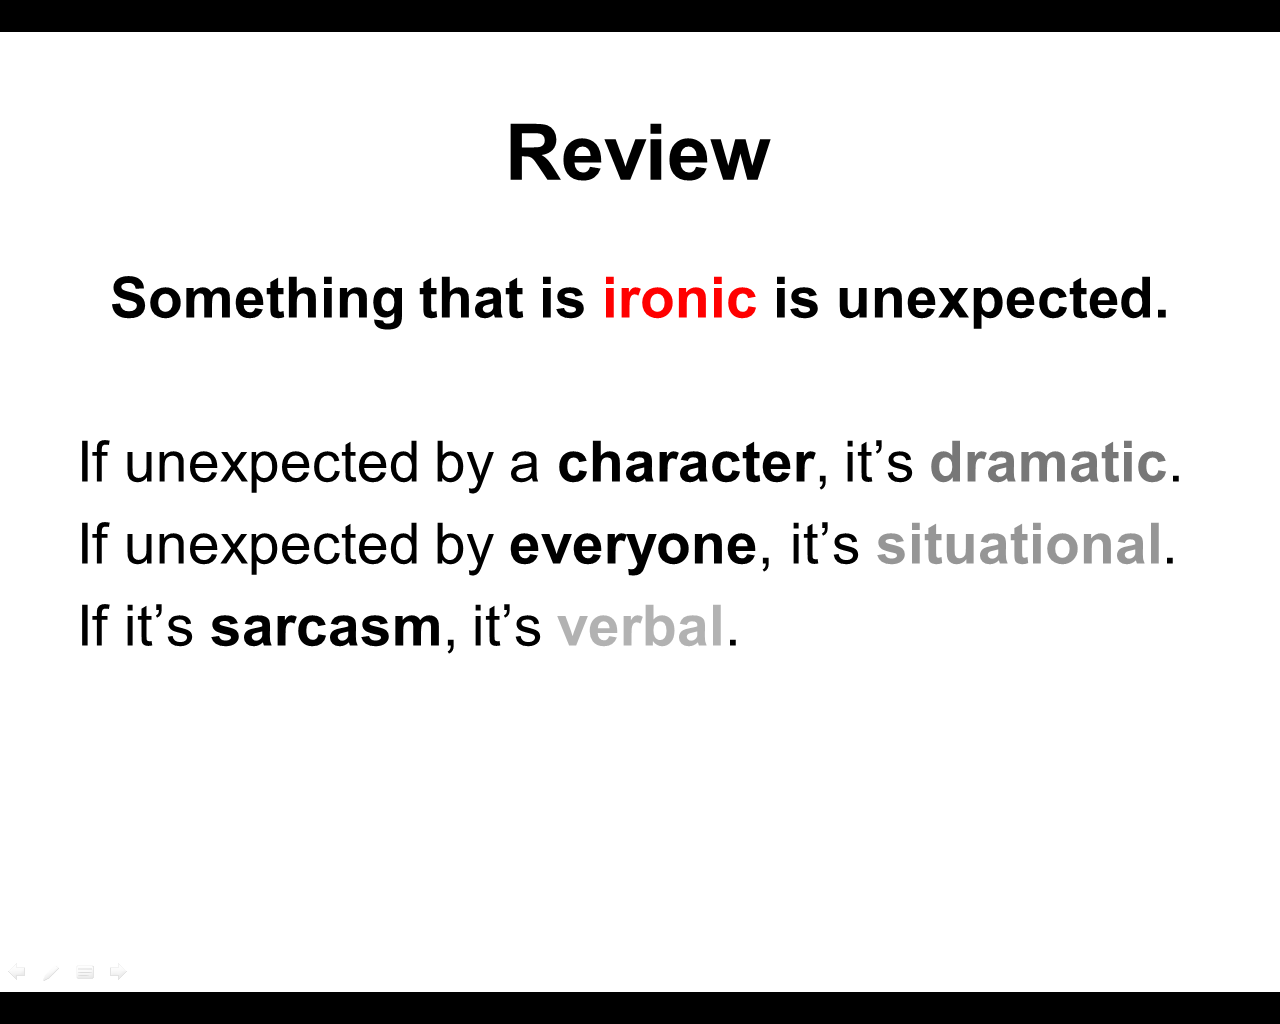 Review
Something that is ironic is unexpected.
If unexpected by a character, it’s dramatic.
If unexpected by everyone, it’s situational.
If it’s sarcasm, it’s verbal.